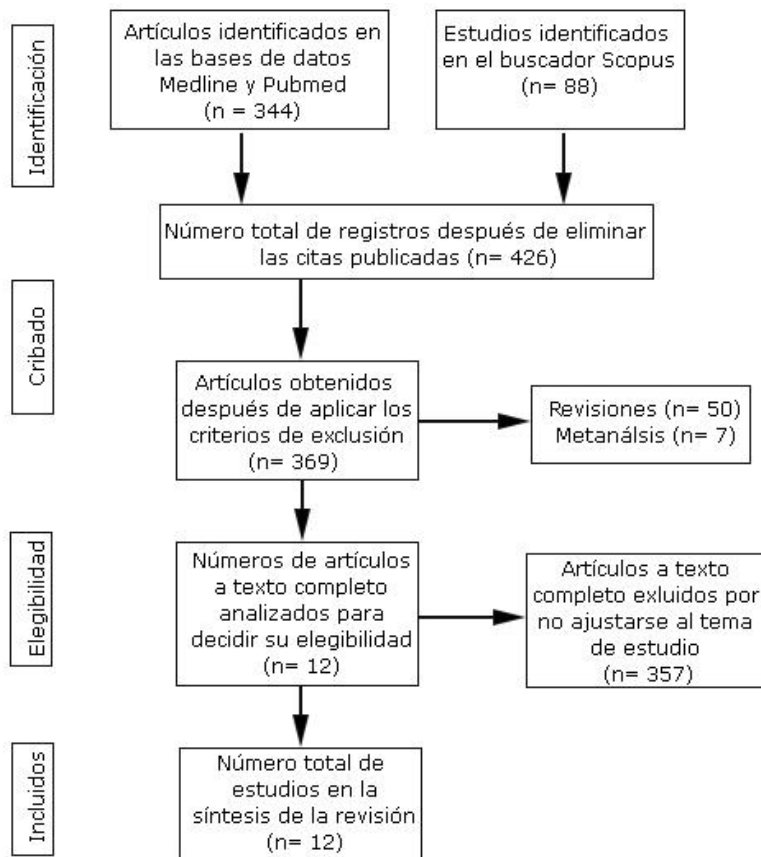 Identificación
Artículos identificados en
las bases de datos
Medline y Pubmed
(n = 344)
Estudios identificados
en el buscador Scopus
(n= 88)
Número total de registros después de eliminar
las citas publicadas (n= 426)
Cribado
Artículos obtenidos
después de aplicar los
criterios de exclusión
(n= 369)
Revisiones (n= 50)
Metanálsis (n= 7)
Elegibilidad
Números de artículos
a texto completo
analizados para
decidir su elegibilidad
(n= 12)
Artículos a texto
completo exluidos por
no ajustarse al tema
de estudio
(n= 357)
Incluidos
Número total de
estudios en la
síntesis de la revisión
(n= 12)